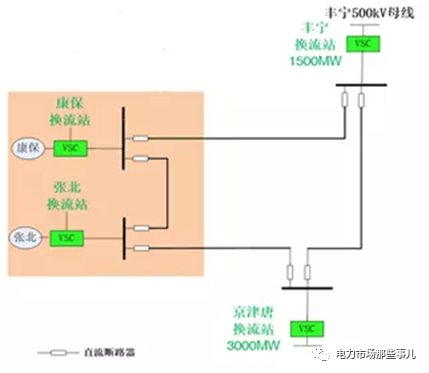 丰宁500kV母线
丰宁
换流站
1500MW
VSC
康保
换流站
康保
VSC
张北
换流站
张北
VSC
京津唐
换流站
3000MW
VSC
直流断路器
电力市场那些事儿